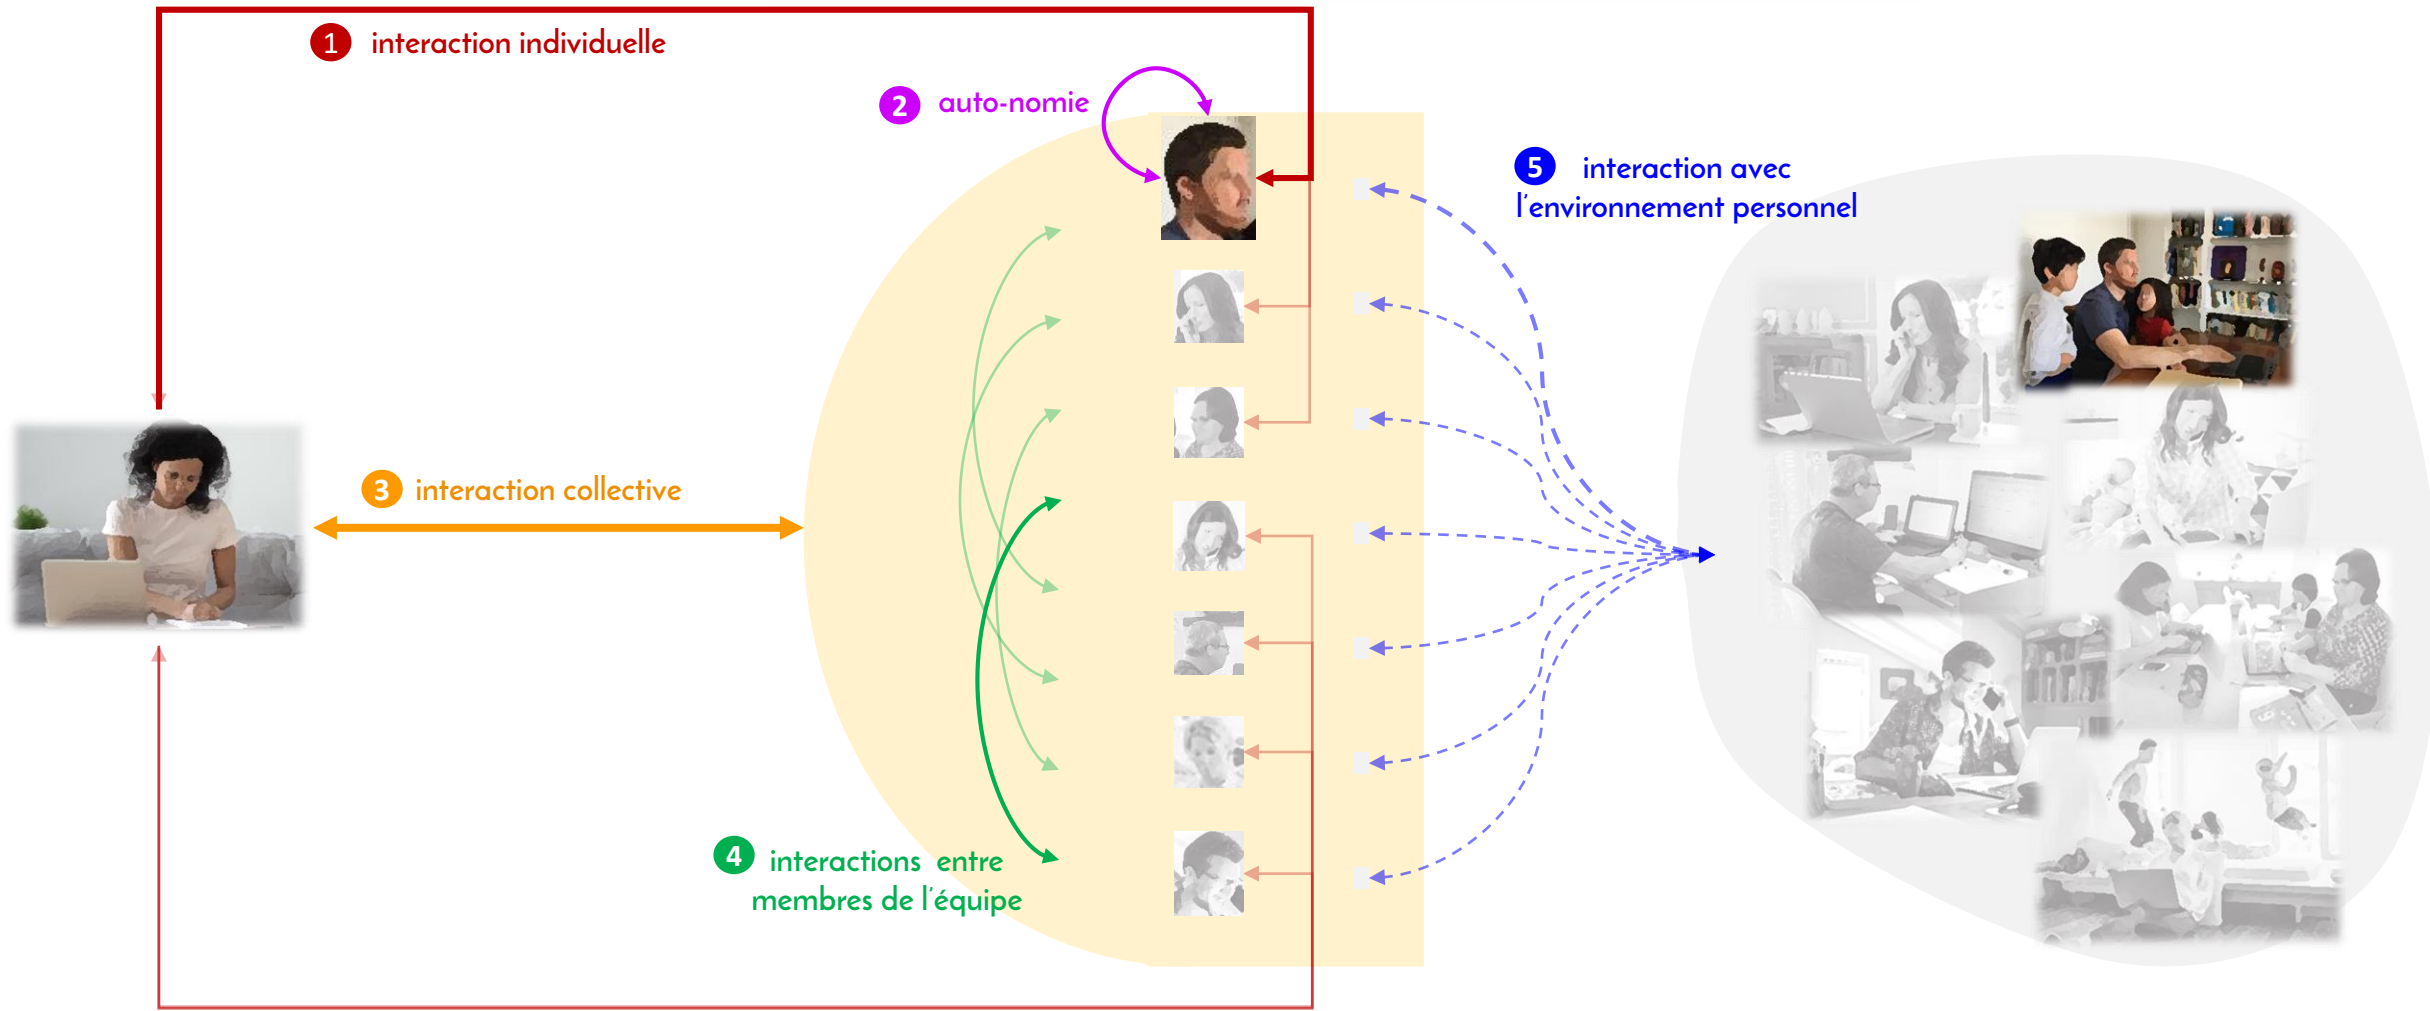 1 interaction individuelle
2 auto-nomie
3 interaction collective
4 interactions entre
membres de l'équipe
5 interaction avec
l'environnement personnel